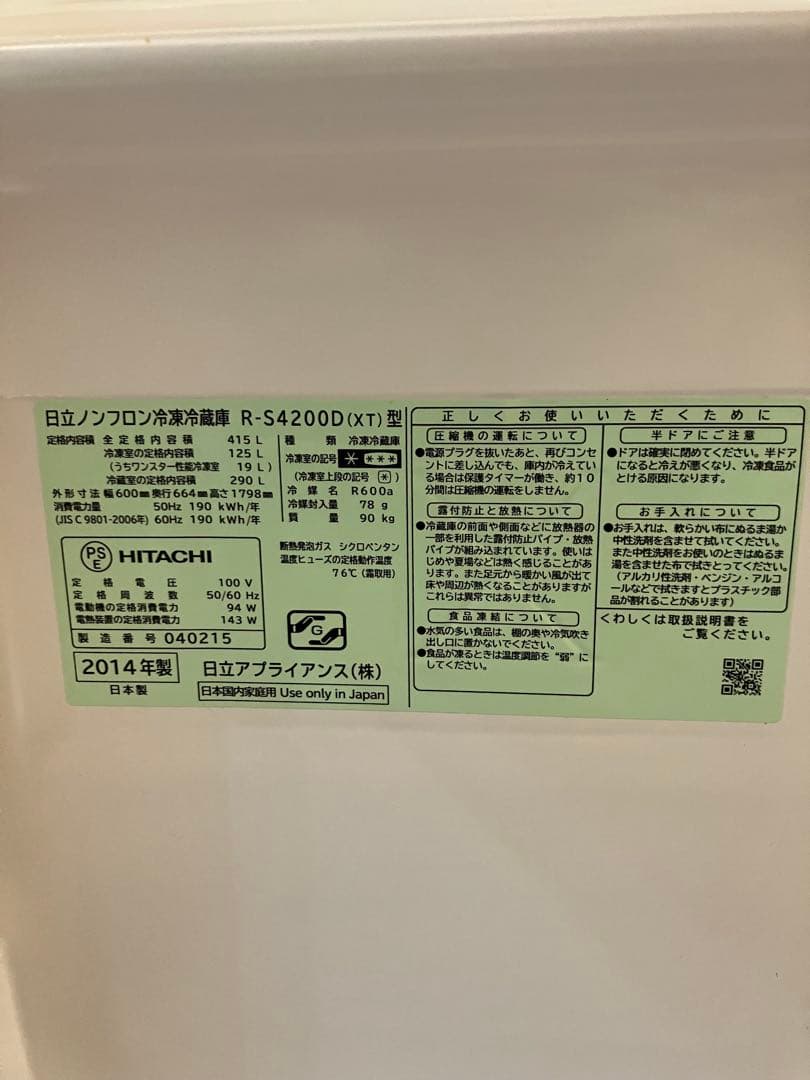 日立ノンフロン冷凍冷蔵庫 R-S4200D(XT)型
定格内容積 全定格内容積 415 L
冷凍室の定格内容積 125 L
(うちワンスター性能冷凍室 19 L)
冷蔵室の定格内容積 290 L
外形寸法 幅600㎜奥行664㎜高さ1798㎜
消費電力量 50Hz 190 kWh/年
(JIS C 9801-2006年) 60Hz 190 kWh/年
種類 冷凍冷蔵庫
冷凍室の記号 * ***
(冷凍室上段の記号 * )
冷媒名 R600a
冷媒封入量 78 g
質量 90 kg
断熱発泡ガス シクロペンタン
温度ヒューズの定格動作温度
76℃(霜取用)
PS
E
HITACHI
定格電圧 100 V
定格周波数 50/60 Hz
電動機の定格消費電力 94 W
電熱装置の定格消費電力 143 W
製造番号 040215
G
2014年製
日本製
日立アプライアンス(株)
日本国内家庭用 Use only in Japan
正しくお使いいただくために
圧縮機の運転について
●電源プラグを抜いたあと、再びコンセ
ントに差し込んでも、庫内が冷えてい
る場合は保護タイマーが働き、約10
分間は圧縮機の運転をしません。
露付防止と放熱について
●冷蔵庫の前面や側面などに放熱器の
一部を利用した露付防止パイプ・放熱
パイプが組み込まれています。使いは
じめや夏場などは熱く感じることがあ
ります。また足元から暖かい風が出て
床や周辺が熱くなることがありますが
これらは異常ではありません。
食品凍結について
●水気の多い食品は、棚の奥や冷気吹き
出し口に置かないでください。
●食品が凍るときは温度調節を“弱”に
してください。
半ドアにご注意
●ドアは確実に閉めてください。半ドア
になると冷えが悪くなり、冷凍食品が
とける原因になります。
お手入れについて
●お手入れは、軟らかい布にぬるま湯か
中性洗剤を含ませて拭いてください。
また中性洗剤をお使いのときはぬるま
湯を含ませた布で拭きとってください。
(アルカリ性洗剤・ベンジン・アルコ
ールなどで拭きますとプラスチック部
品が割れることがあります)
くわしくは取扱説明書を
ご覧ください。